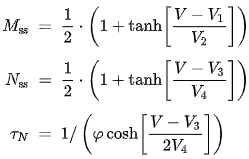 M_ss = 1/2 · (1 + tanh[(V − V_1)/V_2])
N_ss = 1/2 · (1 + tanh[(V − V_3)/V_4])
τ_N = 1/(φ cosh[(V − V_3)/(2V_4)])